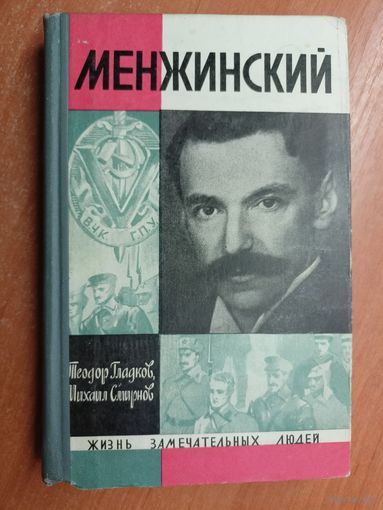 МЕНЖИНСКИЙ
ВЧК ГПУ
Теодор Гладков,
Михаил Смирнов
ЖИЗНЬ ЗАМЕЧАТЕЛЬНЫХ ЛЮДЕЙ